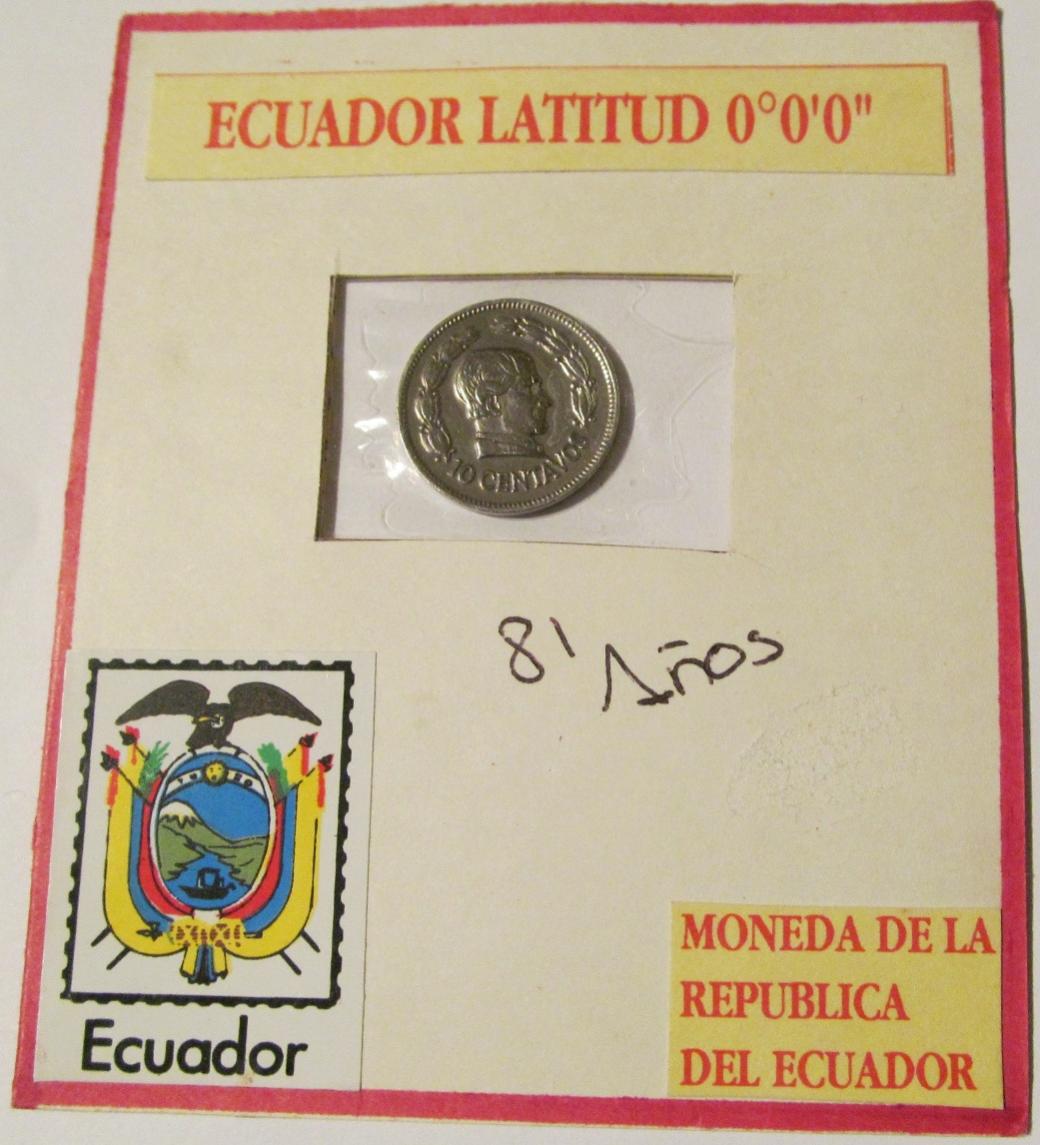 ECUADOR LATITUD 0°0'0"
10 CENTAVOS
81 Años
MONEDA DE LA
REPUBLICA
DEL ECUADOR
Ecuador